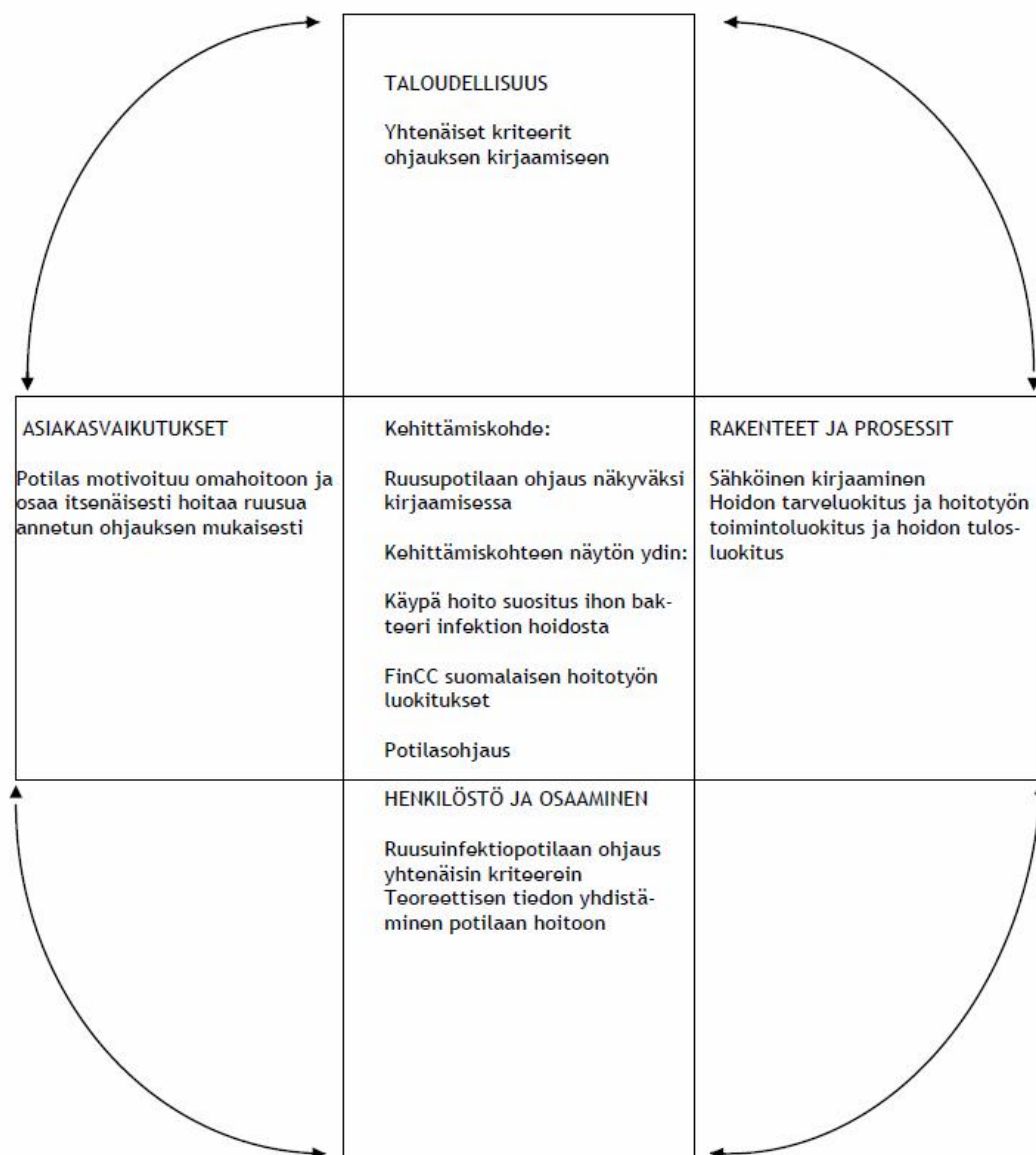 TALOUDELLISUUS
Yhtenäiset kriteerit
ohjauksen kirjaamiseen
ASIAKASVAIKUTUKSET
Potilas motivoituu omahoitoon ja
osaa itsenäisesti hoitaa ruusua
annetun ohjauksen mukaisesti
Kehittämiskohde:
Ruusupotilaan ohjaus näkyväksi
kirjaamisessa
Kehittämiskohteen näytön ydin:
Käypä hoito suositus ihon bak-
teeri infektion hoidosta
FinCC suomalaisen hoitotyön
luokitukset
Potilasohjaus
RAKENTEET JA PROSESSIT
Sähköinen kirjaaminen
Hoidon tarveluokitus ja hoitotyön
toimintoluokitus ja hoidon tulos-
luokitus
HENKILÖSTÖ JA OSAAMINEN
Ruusuinfektiopotilaan ohjaus
yhtenäisin kriteerein
Teoreettisen tiedon yhdistä-
minen potilaan hoitoon